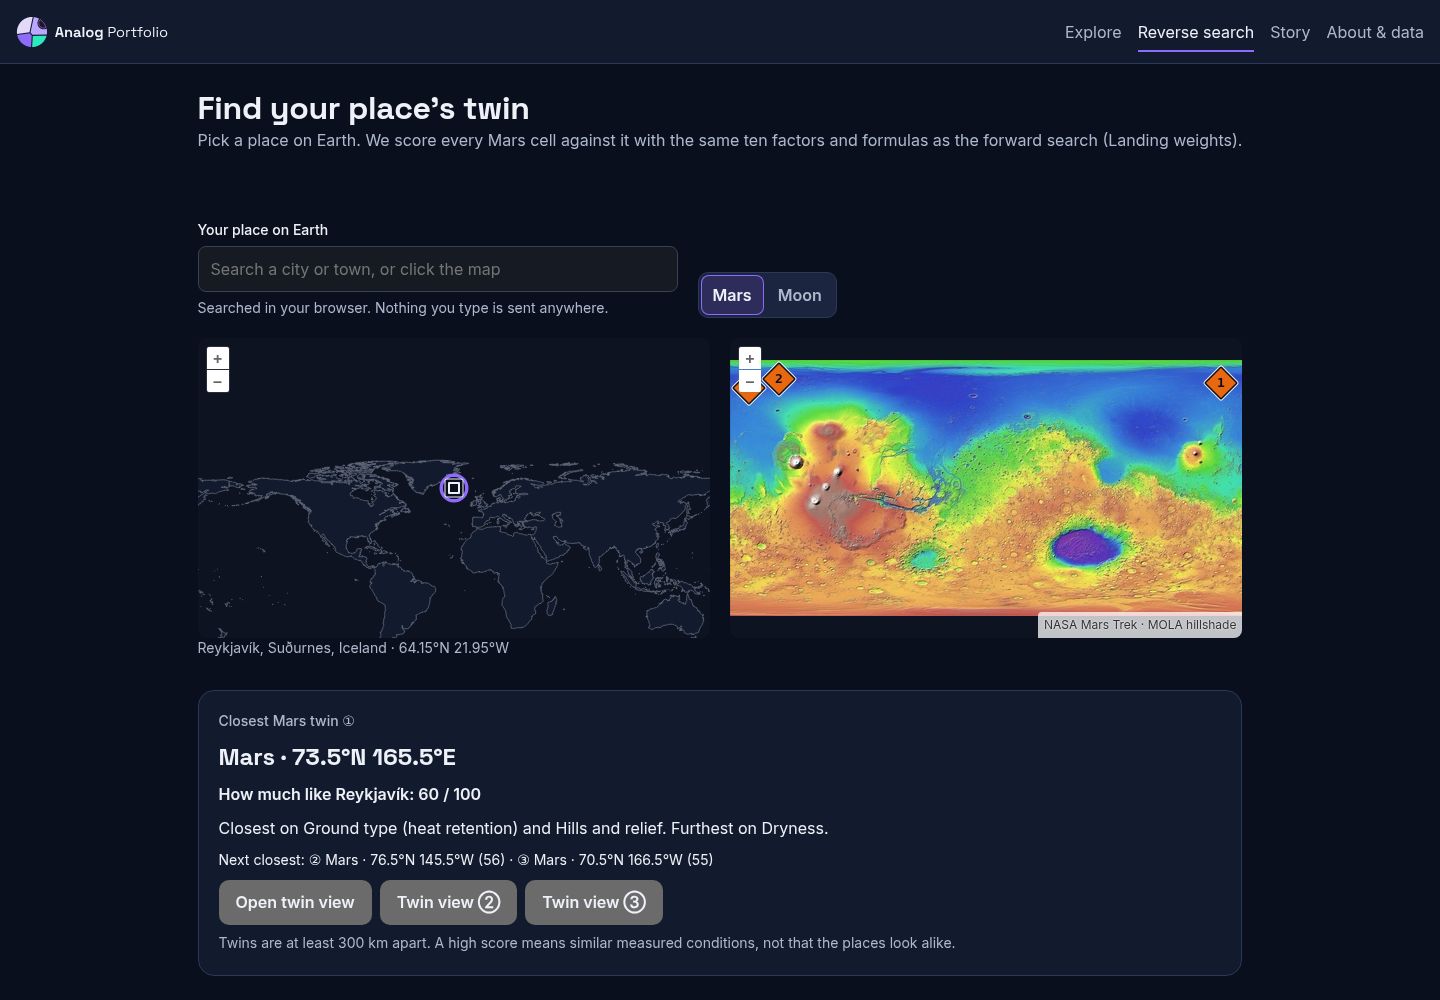 Analog Portfolio
Explore
Reverse search
Story
About & data
Find your place’s twin
Pick a place on Earth. We score every Mars cell against it with the same ten factors and formulas as the forward search (Landing weights).
Your place on Earth
Search a city or town, or click the map
Searched in your browser. Nothing you type is sent anywhere.
Mars
Moon
+
−
+
−
2
1
NASA Mars Trek · MOLA hillshade
Reykjavík, Suðurnes, Iceland · 64.15°N 21.95°W
Closest Mars twin ①
Mars · 73.5°N 165.5°E
How much like Reykjavík: 60 / 100
Closest on Ground type (heat retention) and Hills and relief. Furthest on Dryness.
Next closest: ② Mars · 76.5°N 145.5°W (56) · ③ Mars · 70.5°N 166.5°W (55)
Open twin view
Twin view ②
Twin view ③
Twins are at least 300 km apart. A high score means similar measured conditions, not that the places look alike.